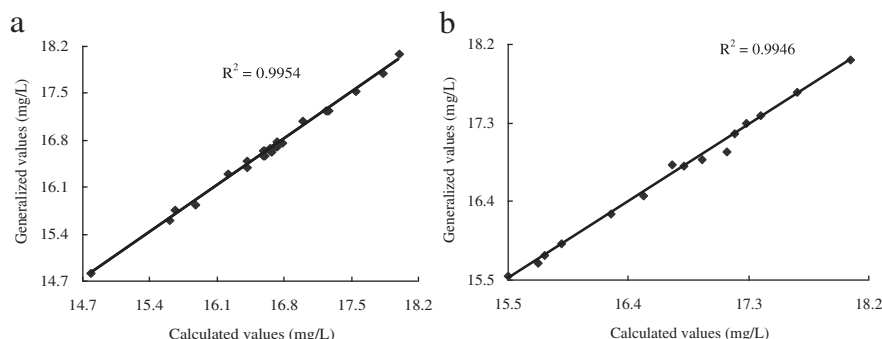 a
18.2
17.5
16.8
16.1
15.4
14.7
Generalized values (mg/L)
R² = 0.9954
14.7 15.4 16.1 16.8 17.5 18.2
Calculated values (mg/L)
b
18.2
17.3
16.4
15.5
Generalized values (mg/L)
R² = 0.9946
15.5 16.4 17.3 18.2
Calculated values (mg/L)